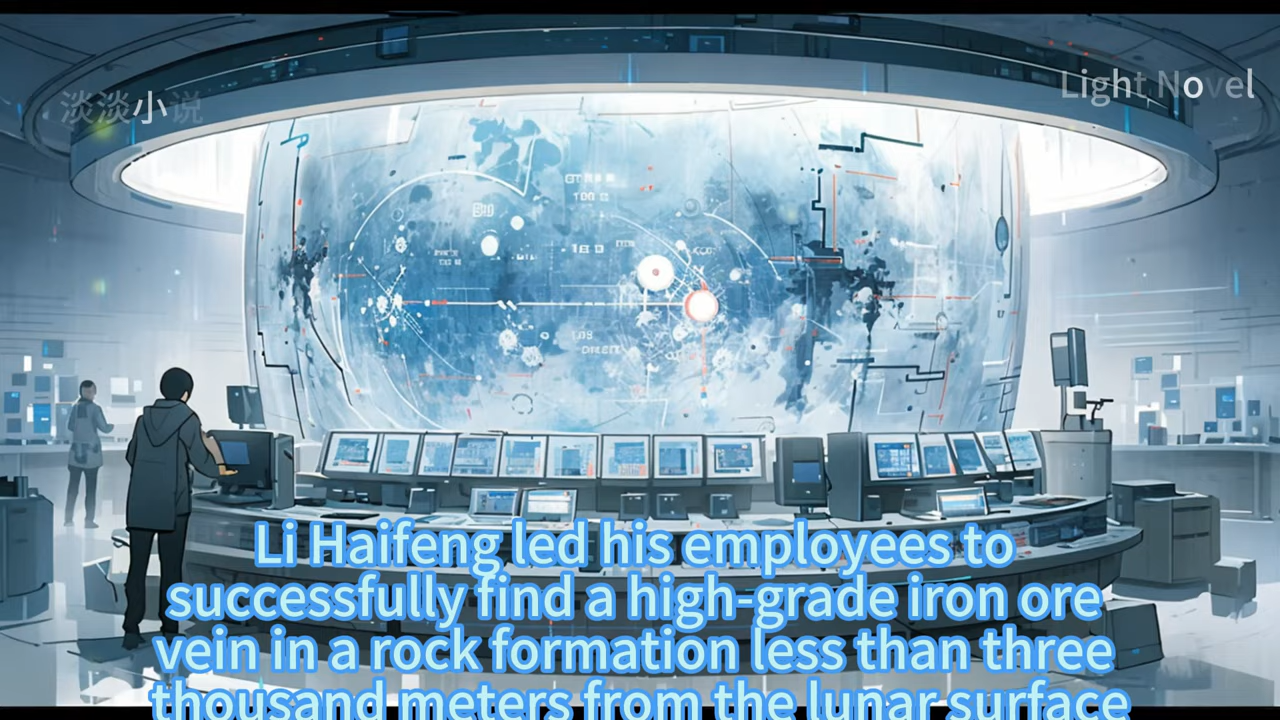 淡淡小说
Light Novel
Li Haifeng led his employees to
successfully find a high-grade iron ore
vein in a rock formation less than three
thousand meters from the lunar surface